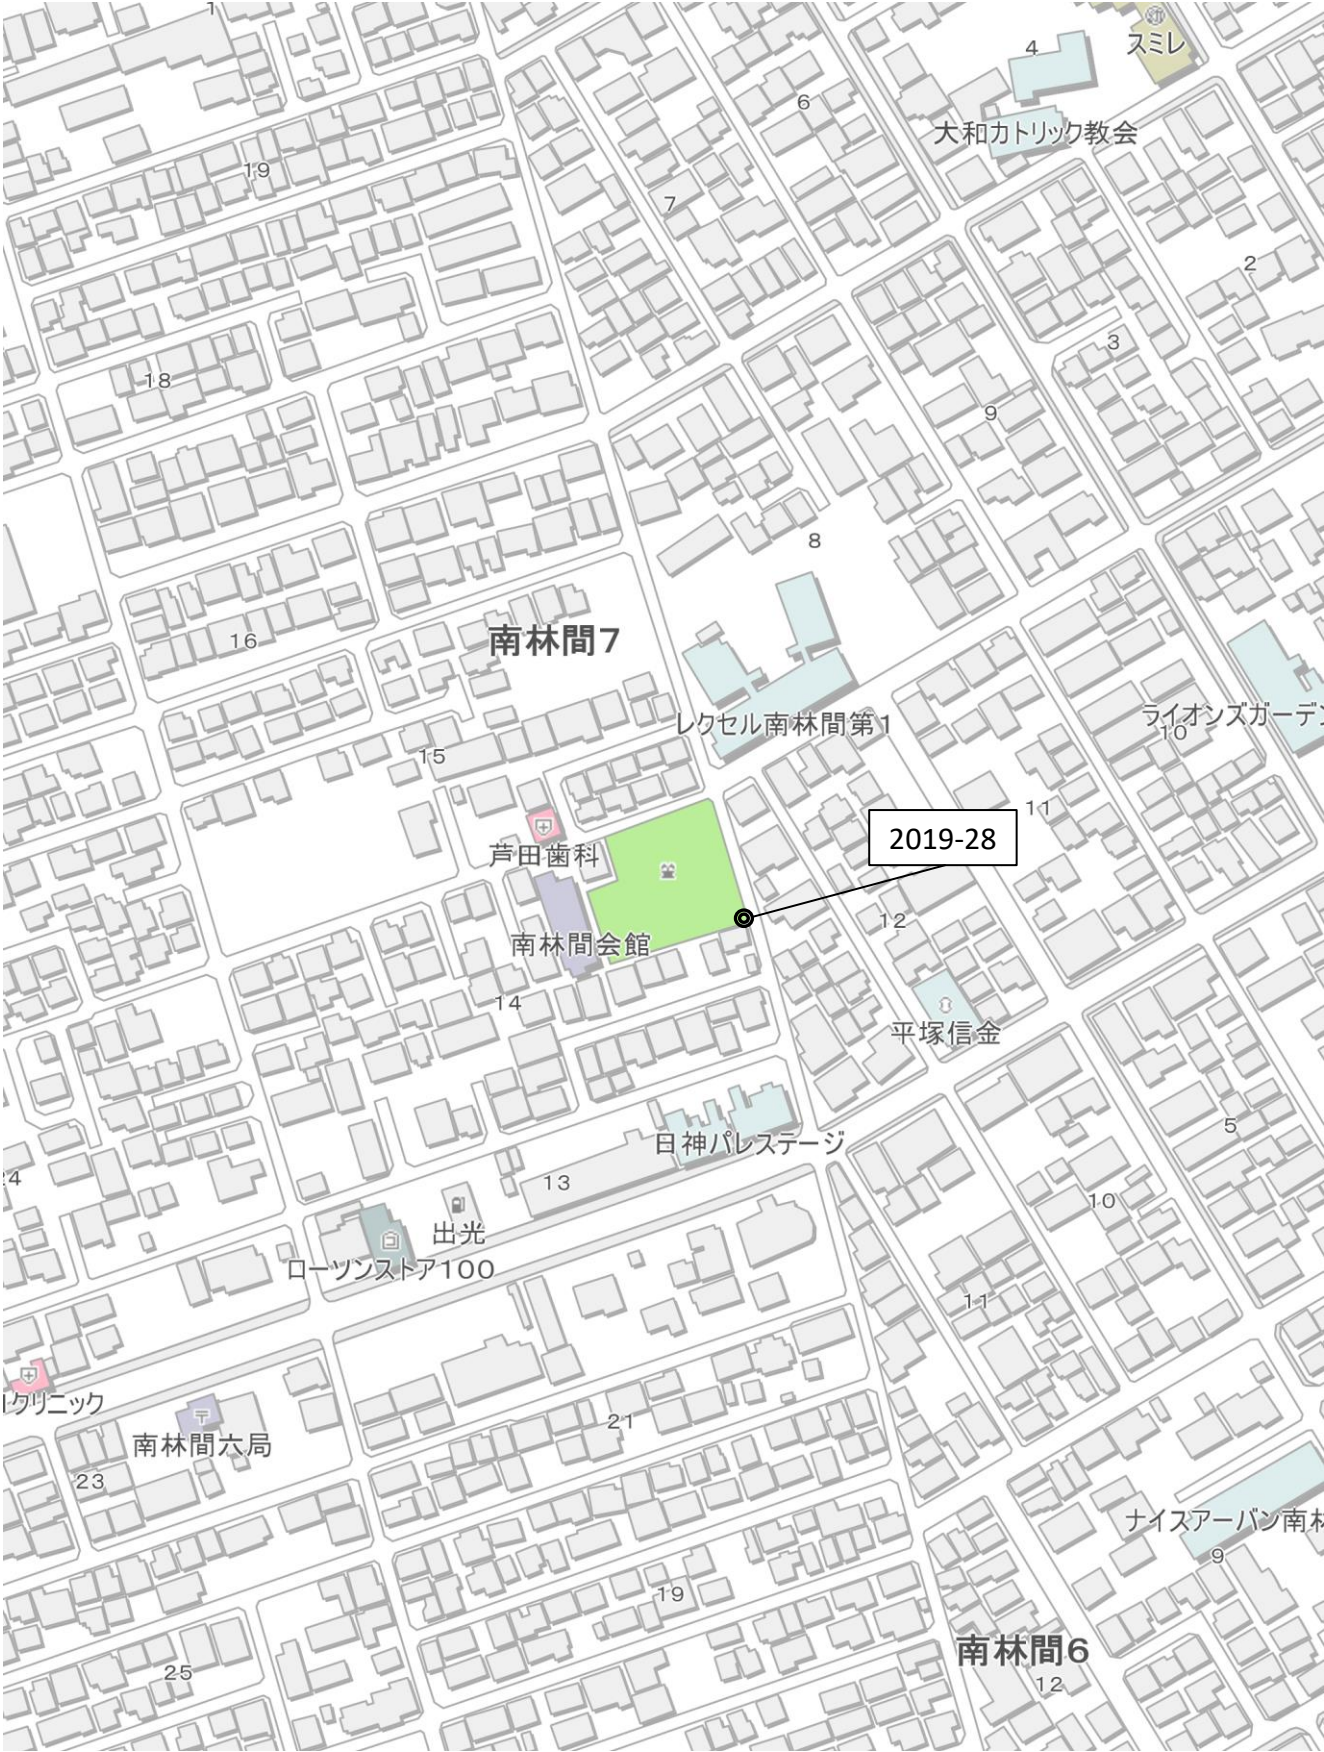 1
スミレ
4
6
大和カトリック教会
19
7
2
3
18
9
8
16
南林間7
レクセル南林間第1
ライオンズガーデン
10
15
11
2019-28
芦田歯科
12
南林間会館
14
平塚信金
5
日神パレステージ
13
24
10
出光
ローソンストア100
11
クリニック
21
南林間六局
23
ナイスアーバン南林
9
19
南林間6
25
12